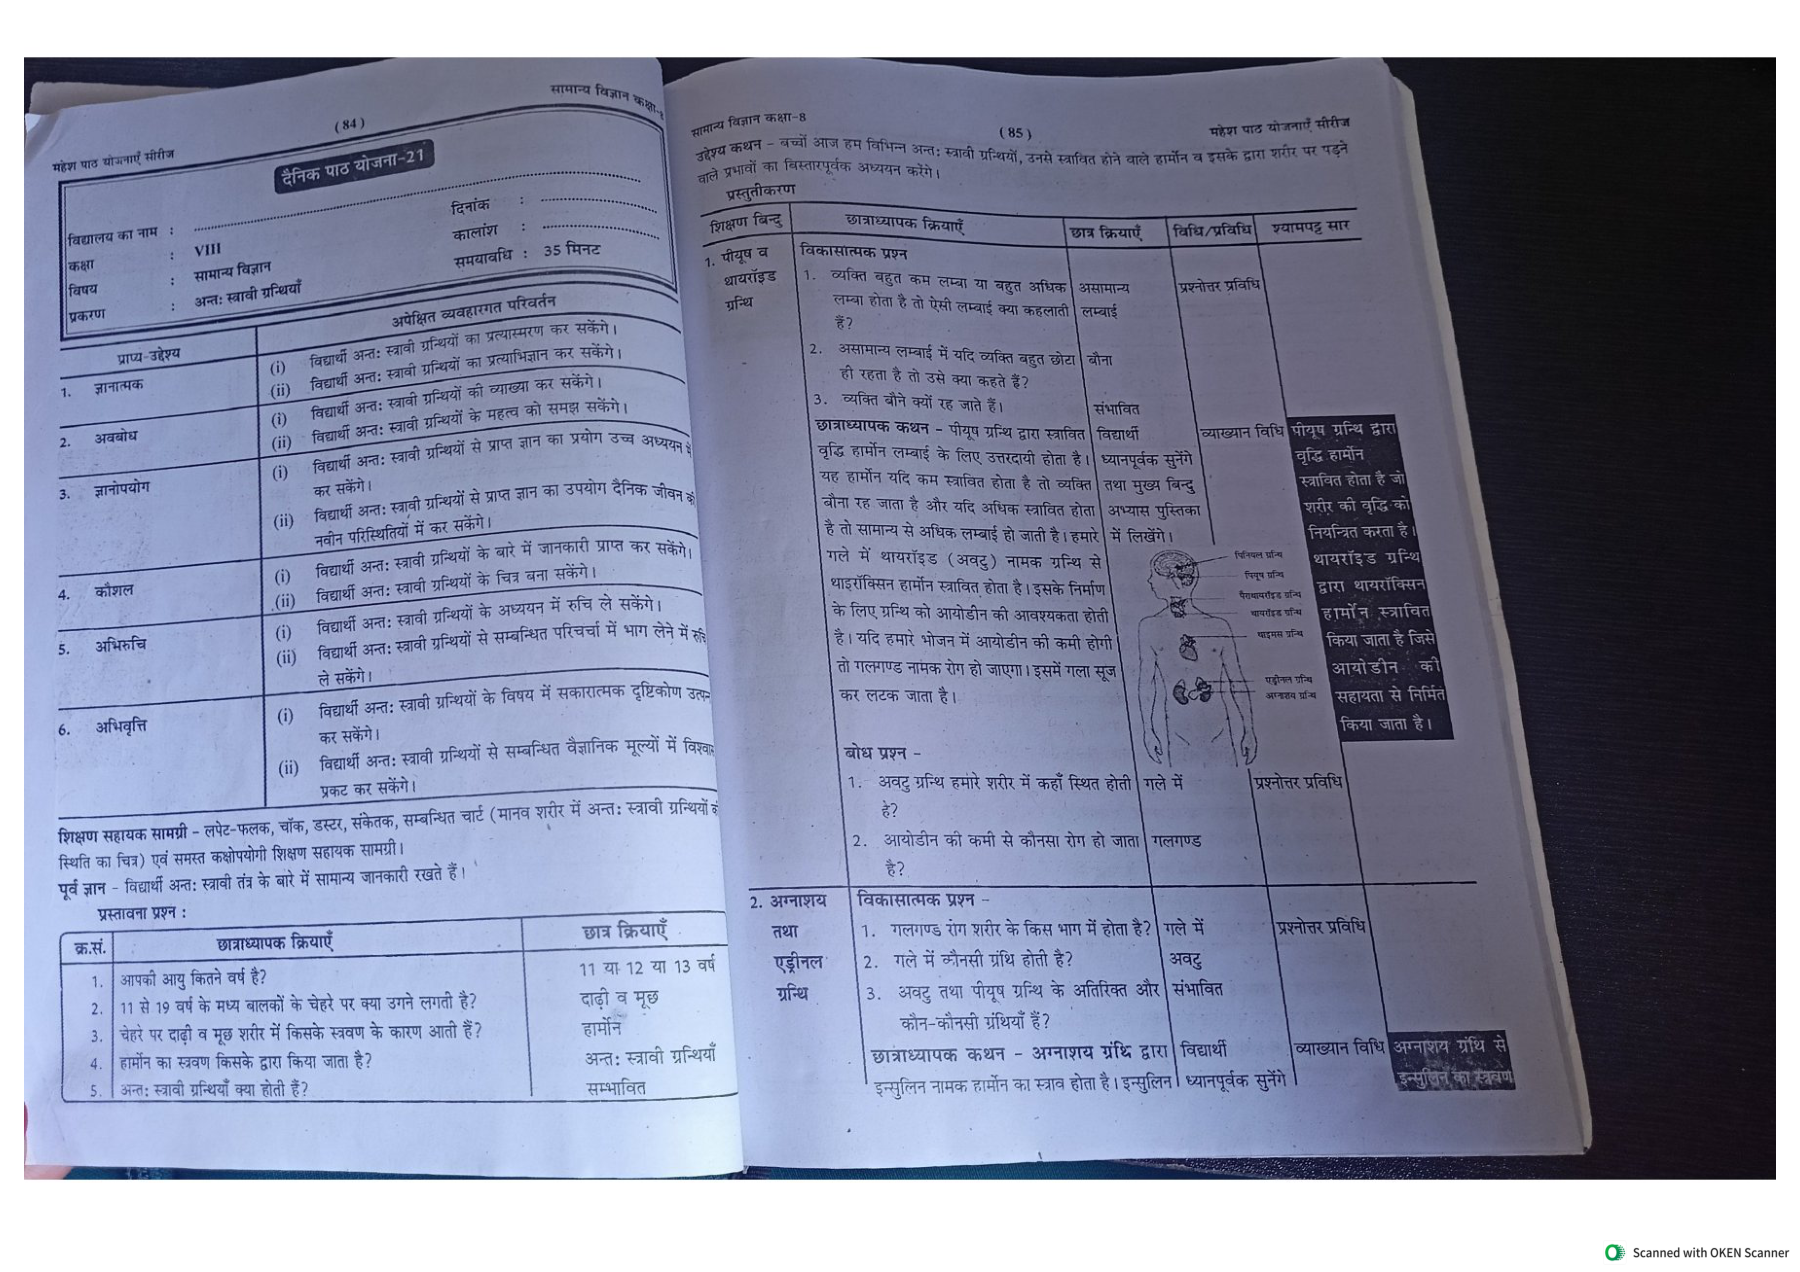 सामान्य विज्ञान कक्षा-8
(84)
महेश पाठ योजनाएँ सीरीज
दैनिक पाठ योजना-21
विद्यालय का नाम :
दिनांक :
कक्षा : VIII
कालांश :
विषय : सामान्य विज्ञान
समयावधि : 35 मिनट
प्रकरण : अन्तः स्त्रावी ग्रन्थियाँ
प्राप्य-उद्देश्य
अपेक्षित व्यवहारगत परिवर्तन
1. ज्ञानात्मक
(i) विद्यार्थी अन्तः स्त्रावी ग्रन्थियों का प्रत्यास्मरण कर सकेंगे।
(ii) विद्यार्थी अन्तः स्त्रावी ग्रन्थियों का प्रत्याभिज्ञान कर सकेंगे।
2. अवबोध
(i) विद्यार्थी अन्तः स्त्रावी ग्रन्थियों की व्याख्या कर सकेंगे।
(ii) विद्यार्थी अन्तः स्त्रावी ग्रन्थियों के महत्व को समझ सकेंगे।
3. ज्ञानोपयोग
(i) विद्यार्थी अन्तः स्त्रावी ग्रन्थियों से प्राप्त ज्ञान का प्रयोग उच्च अध्ययन में
कर सकेंगे।
(ii) विद्यार्थी अन्तः स्त्रावी ग्रन्थियों से प्राप्त ज्ञान का उपयोग दैनिक जीवन की
नवीन परिस्थितियों में कर सकेंगे।
4. कौशल
(i) विद्यार्थी अन्तः स्त्रावी ग्रन्थियों के बारे में जानकारी प्राप्त कर सकेंगे।
(ii) विद्यार्थी अन्तः स्त्रावी ग्रन्थियों के चित्र बना सकेंगे।
5. अभिरुचि
(i) विद्यार्थी अन्तः स्त्रावी ग्रन्थियों के अध्ययन में रुचि ले सकेंगे।
(ii) विद्यार्थी अन्तः स्त्रावी ग्रन्थियों से सम्बन्धित परिचर्चा में भाग लेने में रुचि
ले सकेंगे।
6. अभिवृत्ति
(i) विद्यार्थी अन्तः स्त्रावी ग्रन्थियों के विषय में सकारात्मक दृष्टिकोण उत्पन्न
कर सकेंगे।
(ii) विद्यार्थी अन्तः स्त्रावी ग्रन्थियों से सम्बन्धित वैज्ञानिक मूल्यों में विश्वास
प्रकट कर सकेंगे।
शिक्षण सहायक सामग्री – लपेट-फलक, चॉक, डस्टर, संकेतक, सम्बन्धित चार्ट (मानव शरीर में अन्तः स्त्रावी ग्रन्थियों की
स्थिति का चित्र) एवं समस्त कक्षोपयोगी शिक्षण सहायक सामग्री।
पूर्व ज्ञान – विद्यार्थी अन्तः स्त्रावी तंत्र के बारे में सामान्य जानकारी रखते हैं।
प्रस्तावना प्रश्न :
क्र.सं. छात्राध्यापक क्रियाएँ छात्र क्रियाएँ
1. आपकी आयु कितने वर्ष है? 11 या 12 या 13 वर्ष
2. 11 से 19 वर्ष के मध्य बालकों के चेहरे पर क्या उगने लगती है? दाढ़ी व मूछ
3. चेहरे पर दाढ़ी व मूछ शरीर में किसके स्त्रवण के कारण आती हैं? हार्मोन
4. हार्मोन का स्त्रवण किसके द्वारा किया जाता है? अन्तः स्त्रावी ग्रन्थियाँ
5. अन्तः स्त्रावी ग्रन्थियाँ क्या होती हैं? सम्भावित
सामान्य विज्ञान कक्षा-8
(85)
महेश पाठ योजनाएँ सीरीज
उद्देश्य कथन – बच्चों आज हम विभिन्न अन्तः स्त्रावी ग्रन्थियों, उनसे स्त्रावित होने वाले हार्मोन व इसके द्वारा शरीर पर पड़ने
वाले प्रभावों का विस्तारपूर्वक अध्ययन करेंगे।
प्रस्तुतीकरण
शिक्षण बिन्दु छात्राध्यापक क्रियाएँ छात्र क्रियाएँ विधि/प्रविधि श्यामपट्ट सार
1. पीयूष व
थायरॉइड
ग्रन्थि
विकासात्मक प्रश्न
1. व्यक्ति बहुत कम लम्बा या बहुत अधिक
लम्बा होता है तो ऐसी लम्बाई क्या कहलाती
हैं?
असामान्य
लम्बाई
प्रश्नोत्तर प्रविधि
2. असामान्य लम्बाई में यदि व्यक्ति बहुत छोटा
ही रहता है तो उसे क्या कहते हैं?
बौना
3. व्यक्ति बौने क्यों रह जाते हैं।
संभावित
छात्राध्यापक कथन – पीयूष ग्रन्थि द्वारा स्त्रावित
वृद्धि हार्मोन लम्बाई के लिए उत्तरदायी होता है।
यह हार्मोन यदि कम स्त्रावित होता है तो व्यक्ति
बौना रह जाता है और यदि अधिक स्त्रावित होता
है तो सामान्य से अधिक लम्बाई हो जाती है। हमारे
गले में थायरॉइड (अवटु) नामक ग्रन्थि से
थाइरॉक्सिन हार्मोन स्त्रावित होता है। इसके निर्माण
के लिए ग्रन्थि को आयोडीन की आवश्यकता होती
है। यदि हमारे भोजन में आयोडीन की कमी होगी
तो गलगण्ड नामक रोग हो जाएगा। इसमें गला सूज
कर लटक जाता है।
विद्यार्थी
ध्यानपूर्वक सुनेंगे
तथा मुख्य बिन्दु
अभ्यास पुस्तिका
में लिखेंगे।
व्याख्यान विधि
पीयूष ग्रन्थि द्वारा
वृद्धि हार्मोन
स्त्रावित होता है जो
शरीर की वृद्धि को
नियन्त्रित करता है।
थायरॉइड ग्रन्थि
द्वारा थायरॉक्सिन
हार्मोन स्त्रावित
किया जाता है जिसे
आयोडीन की
सहायता से निर्मित
किया जाता है।
पिनियल ग्रन्थि
पियूष ग्रन्थि
पैराथायरॉइड ग्रन्थि
थायरॉइड ग्रन्थि
थाइमस ग्रन्थि
एड्रीनल ग्रन्थि
अग्नाशय ग्रन्थि
बोध प्रश्न –
1. अवटु ग्रन्थि हमारे शरीर में कहाँ स्थित होती
है?
गले में
प्रश्नोत्तर प्रविधि
2. आयोडीन की कमी से कौनसा रोग हो जाता
है?
गलगण्ड
2. अग्नाशय
तथा
एड्रीनल
ग्रन्थि
विकासात्मक प्रश्न –
1. गलगण्ड रोग शरीर के किस भाग में होता है? गले में
प्रश्नोत्तर प्रविधि
2. गले में कौनसी ग्रंथि होती है? अवटु
3. अवटु तथा पीयूष ग्रन्थि के अतिरिक्त और
कौन-कौनसी ग्रंथियाँ हैं?
संभावित
छात्राध्यापक कथन – अग्नाशय ग्रंथि द्वारा
इन्सुलिन नामक हार्मोन का स्त्राव होता है। इन्सुलिन
विद्यार्थी
ध्यानपूर्वक सुनेंगे
व्याख्यान विधि
अग्नाशय ग्रंथि से
इन्सुलिन का स्त्रवण
Scanned with OKEN Scanner